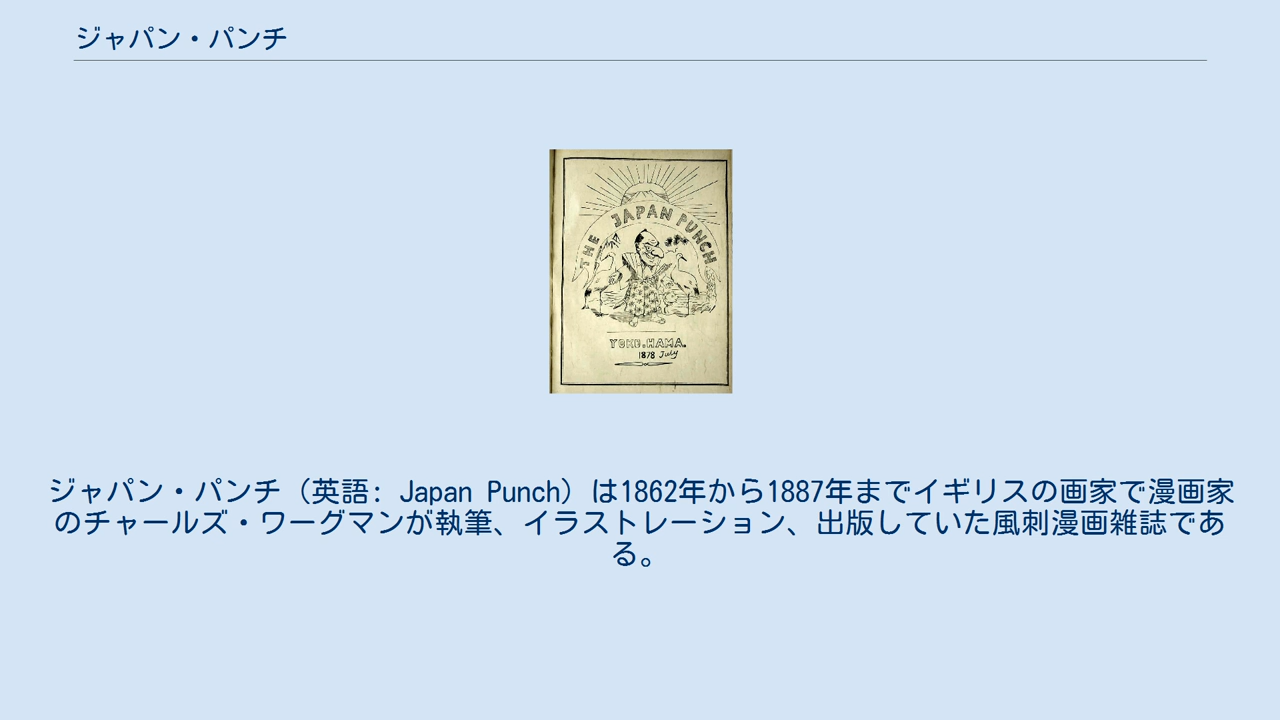 ジャパン・パンチ
THE JAPAN PUNCH
YOKO.HAMA.
1878 July
ジャパン・パンチ（英語: Japan Punch）は1862年から1887年までイギリスの画家で漫画家
のチャールズ・ワーグマンが執筆、イラストレーション、出版していた風刺漫画雑誌であ
る。